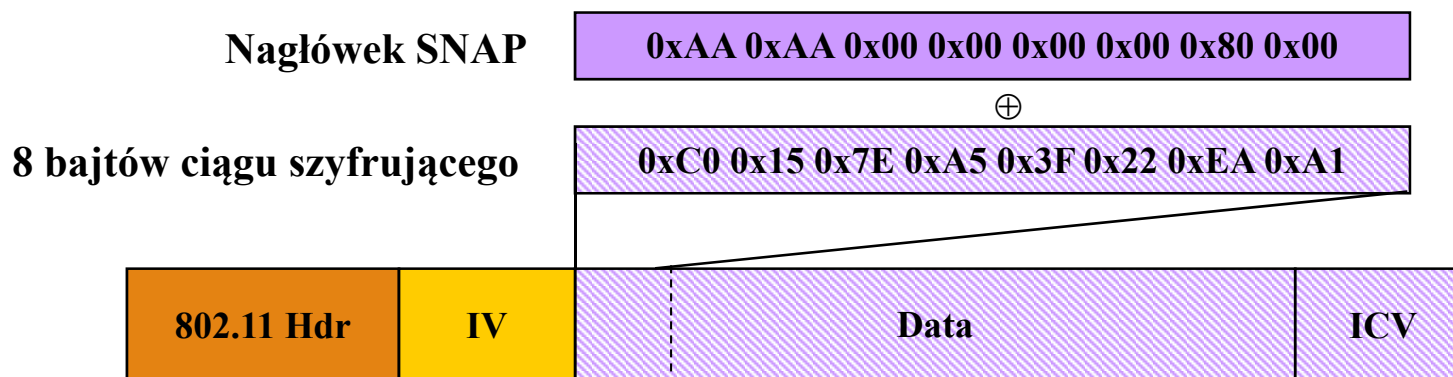 Nagłówek SNAP 0xAA 0xAA 0x00 0x00 0x00 0x00 0x80 0x00
⊕
8 bajtów ciągu szyfrującego 0xC0 0x15 0x7E 0xA5 0x3F 0x22 0xEA 0xA1
802.11 Hdr IV Data ICV